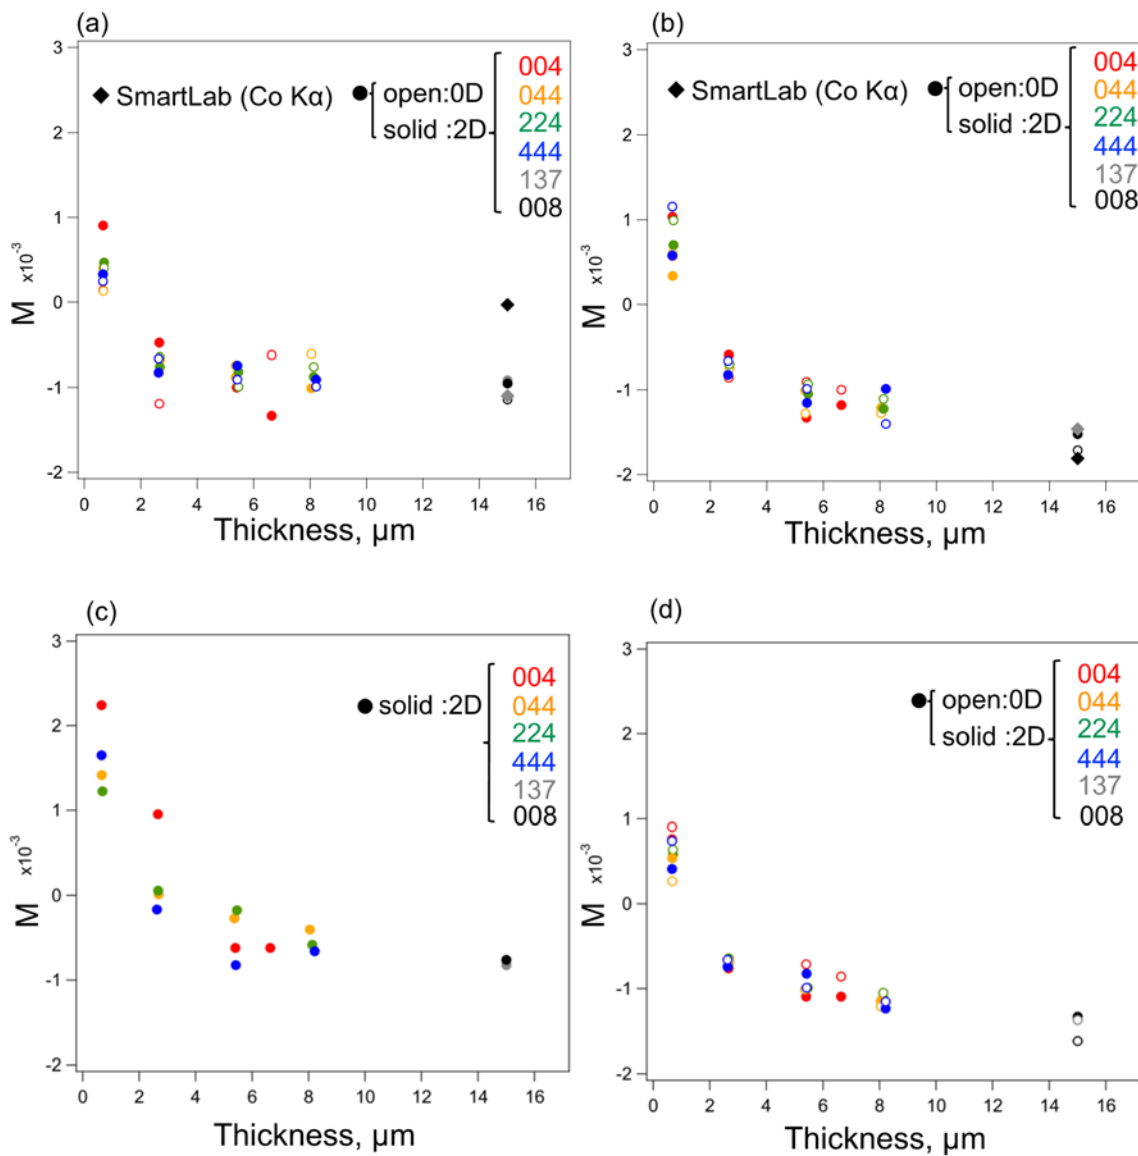 (a)
3
2
1
0
-1
-2
M x10⁻³
0 2 4 6 8 10 12 14 16
Thickness, μm
SmartLab (Co Kα)
open:0D
solid :2D
004
044
224
444
137
008
(b)
3
2
1
0
-1
-2
M x10⁻³
0 2 4 6 8 10 12 14 16
Thickness, μm
SmartLab (Co Kα)
open:0D
solid :2D
004
044
224
444
137
008
(c)
3
2
1
0
-1
-2
M x10⁻³
0 2 4 6 8 10 12 14 16
Thickness, μm
solid :2D
004
044
224
444
137
008
(d)
3
2
1
0
-1
-2
M x10⁻³
0 2 4 6 8 10 12 14 16
Thickness, μm
open:0D
solid :2D
004
044
224
444
137
008